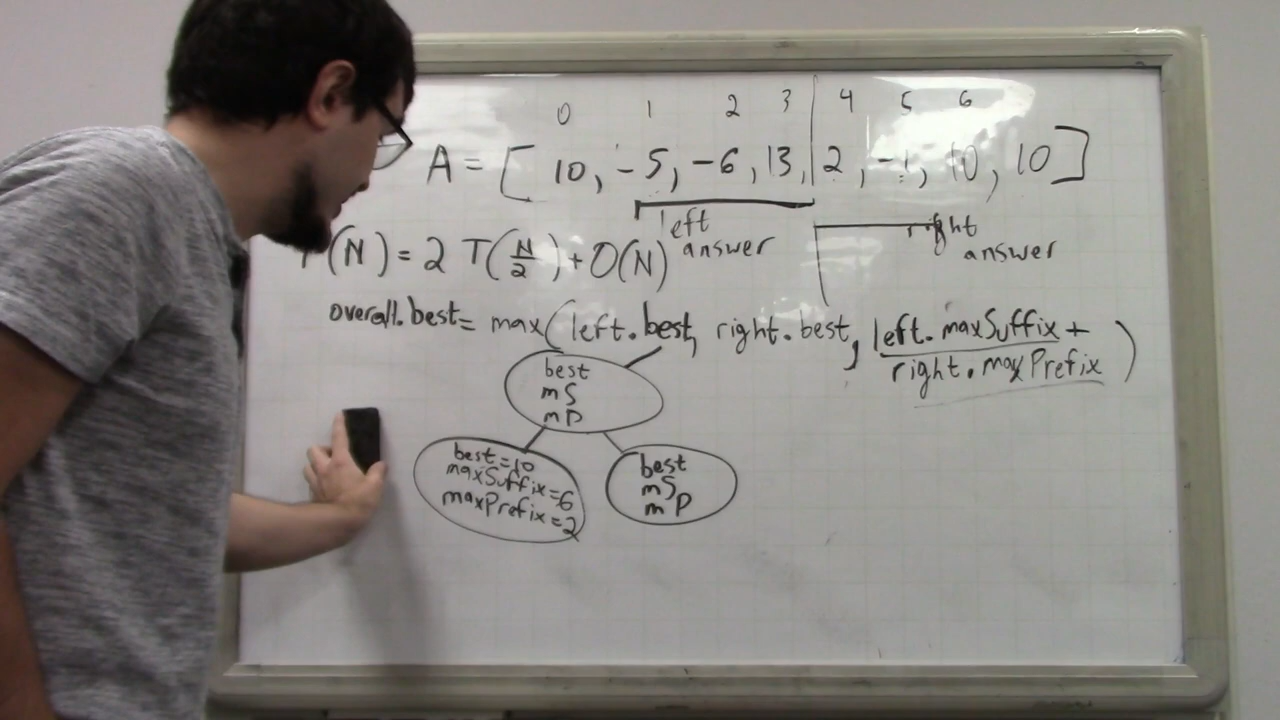 0 1 2 3 4 5 6
A = [ 10, -5, -6, 13, 2, -1, 10, 10 ]
left answer
right answer
(N) = 2 T(N/2) + O(N)
overall.best = max(left.best, right.best, left.maxSuffix +
right.maxPrefix)
best
mS
mP
best=10
maxSuffix=6
maxPrefix=2
best
mS
mP